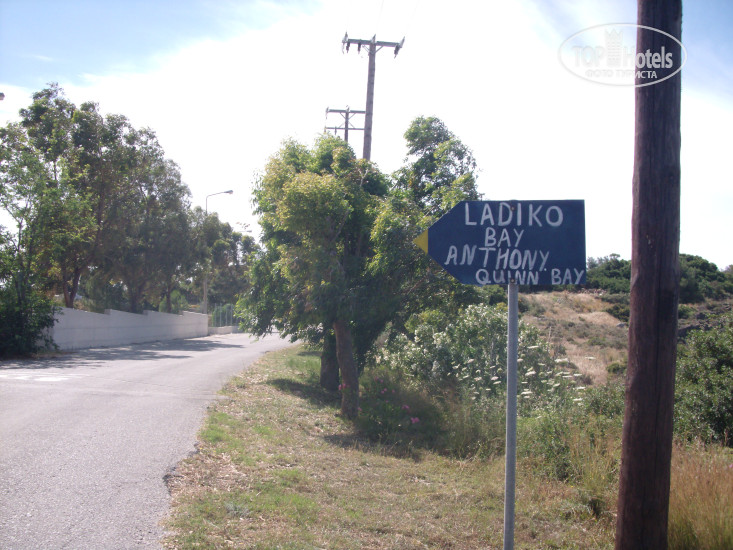 TOP Hotels
ФОТО ТУРИСТА
LADIKO
BAY
ANTHONY
QUINN BAY